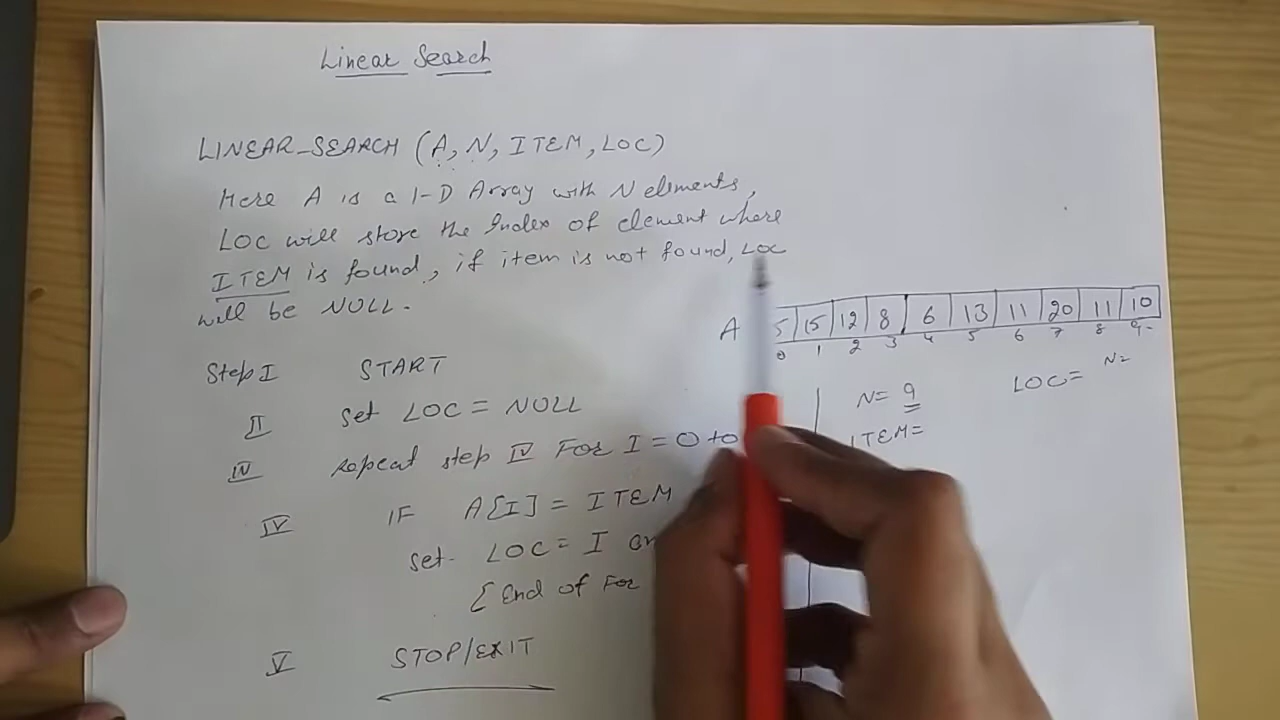 Linear Search
LINEAR_SEARCH (A, N, ITEM, LOC)
Here A is a 1-D Array with N elements,
LOC will store the Index of element where
ITEM is found, if item is not found, LOC
will be NULL.
Step I START
II Set LOC = NULL
IV Repeat step IV For I = 0 to
IV IF A[I] = ITEM
Set LOC = I
[End of For
V STOP/EXIT
A 5 15 12 8 6 13 11 20 11 10
0 1 2 3 4 5 6 7 8 9
N=
N= 9 LOC=
ITEM=